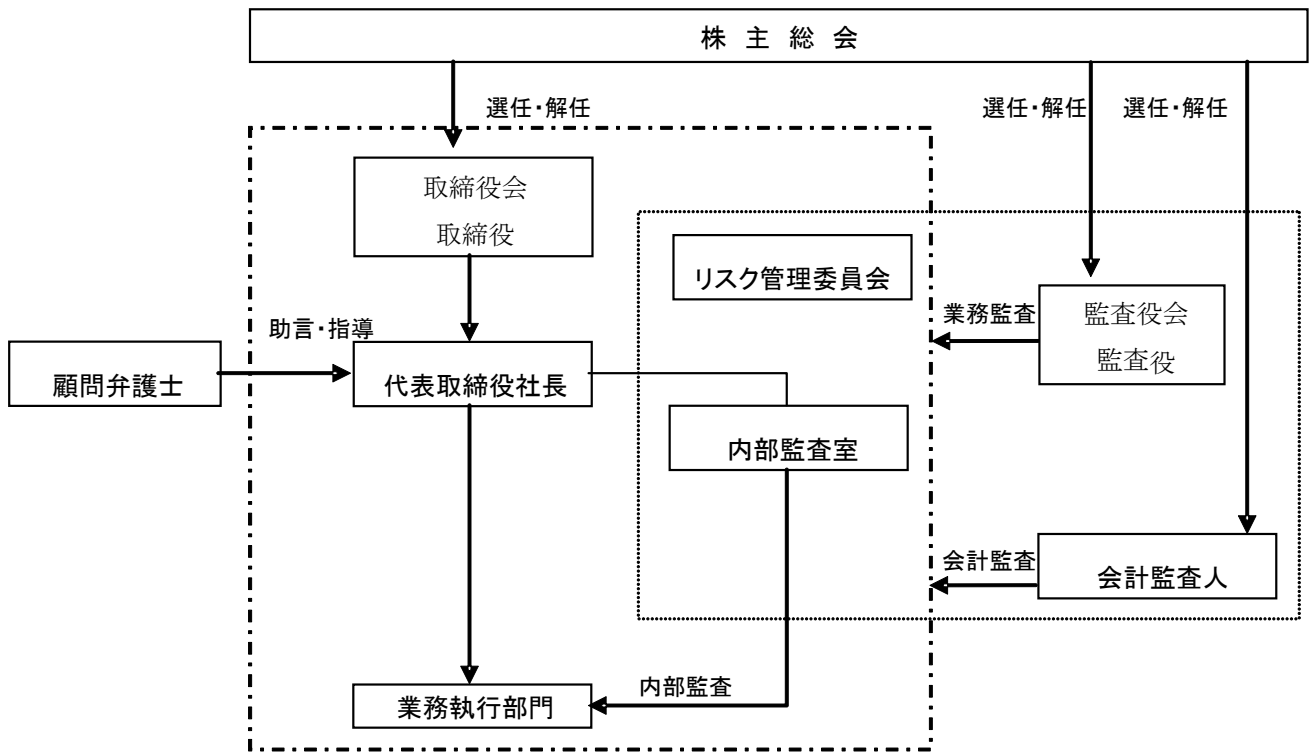 株 主 総 会
選任・解任
選任・解任
選任・解任
取締役会
取締役
リスク管理委員会
業務監査
監査役会
監査役
助言・指導
顧問弁護士
代表取締役社長
内部監査室
会計監査
会計監査人
内部監査
業務執行部門